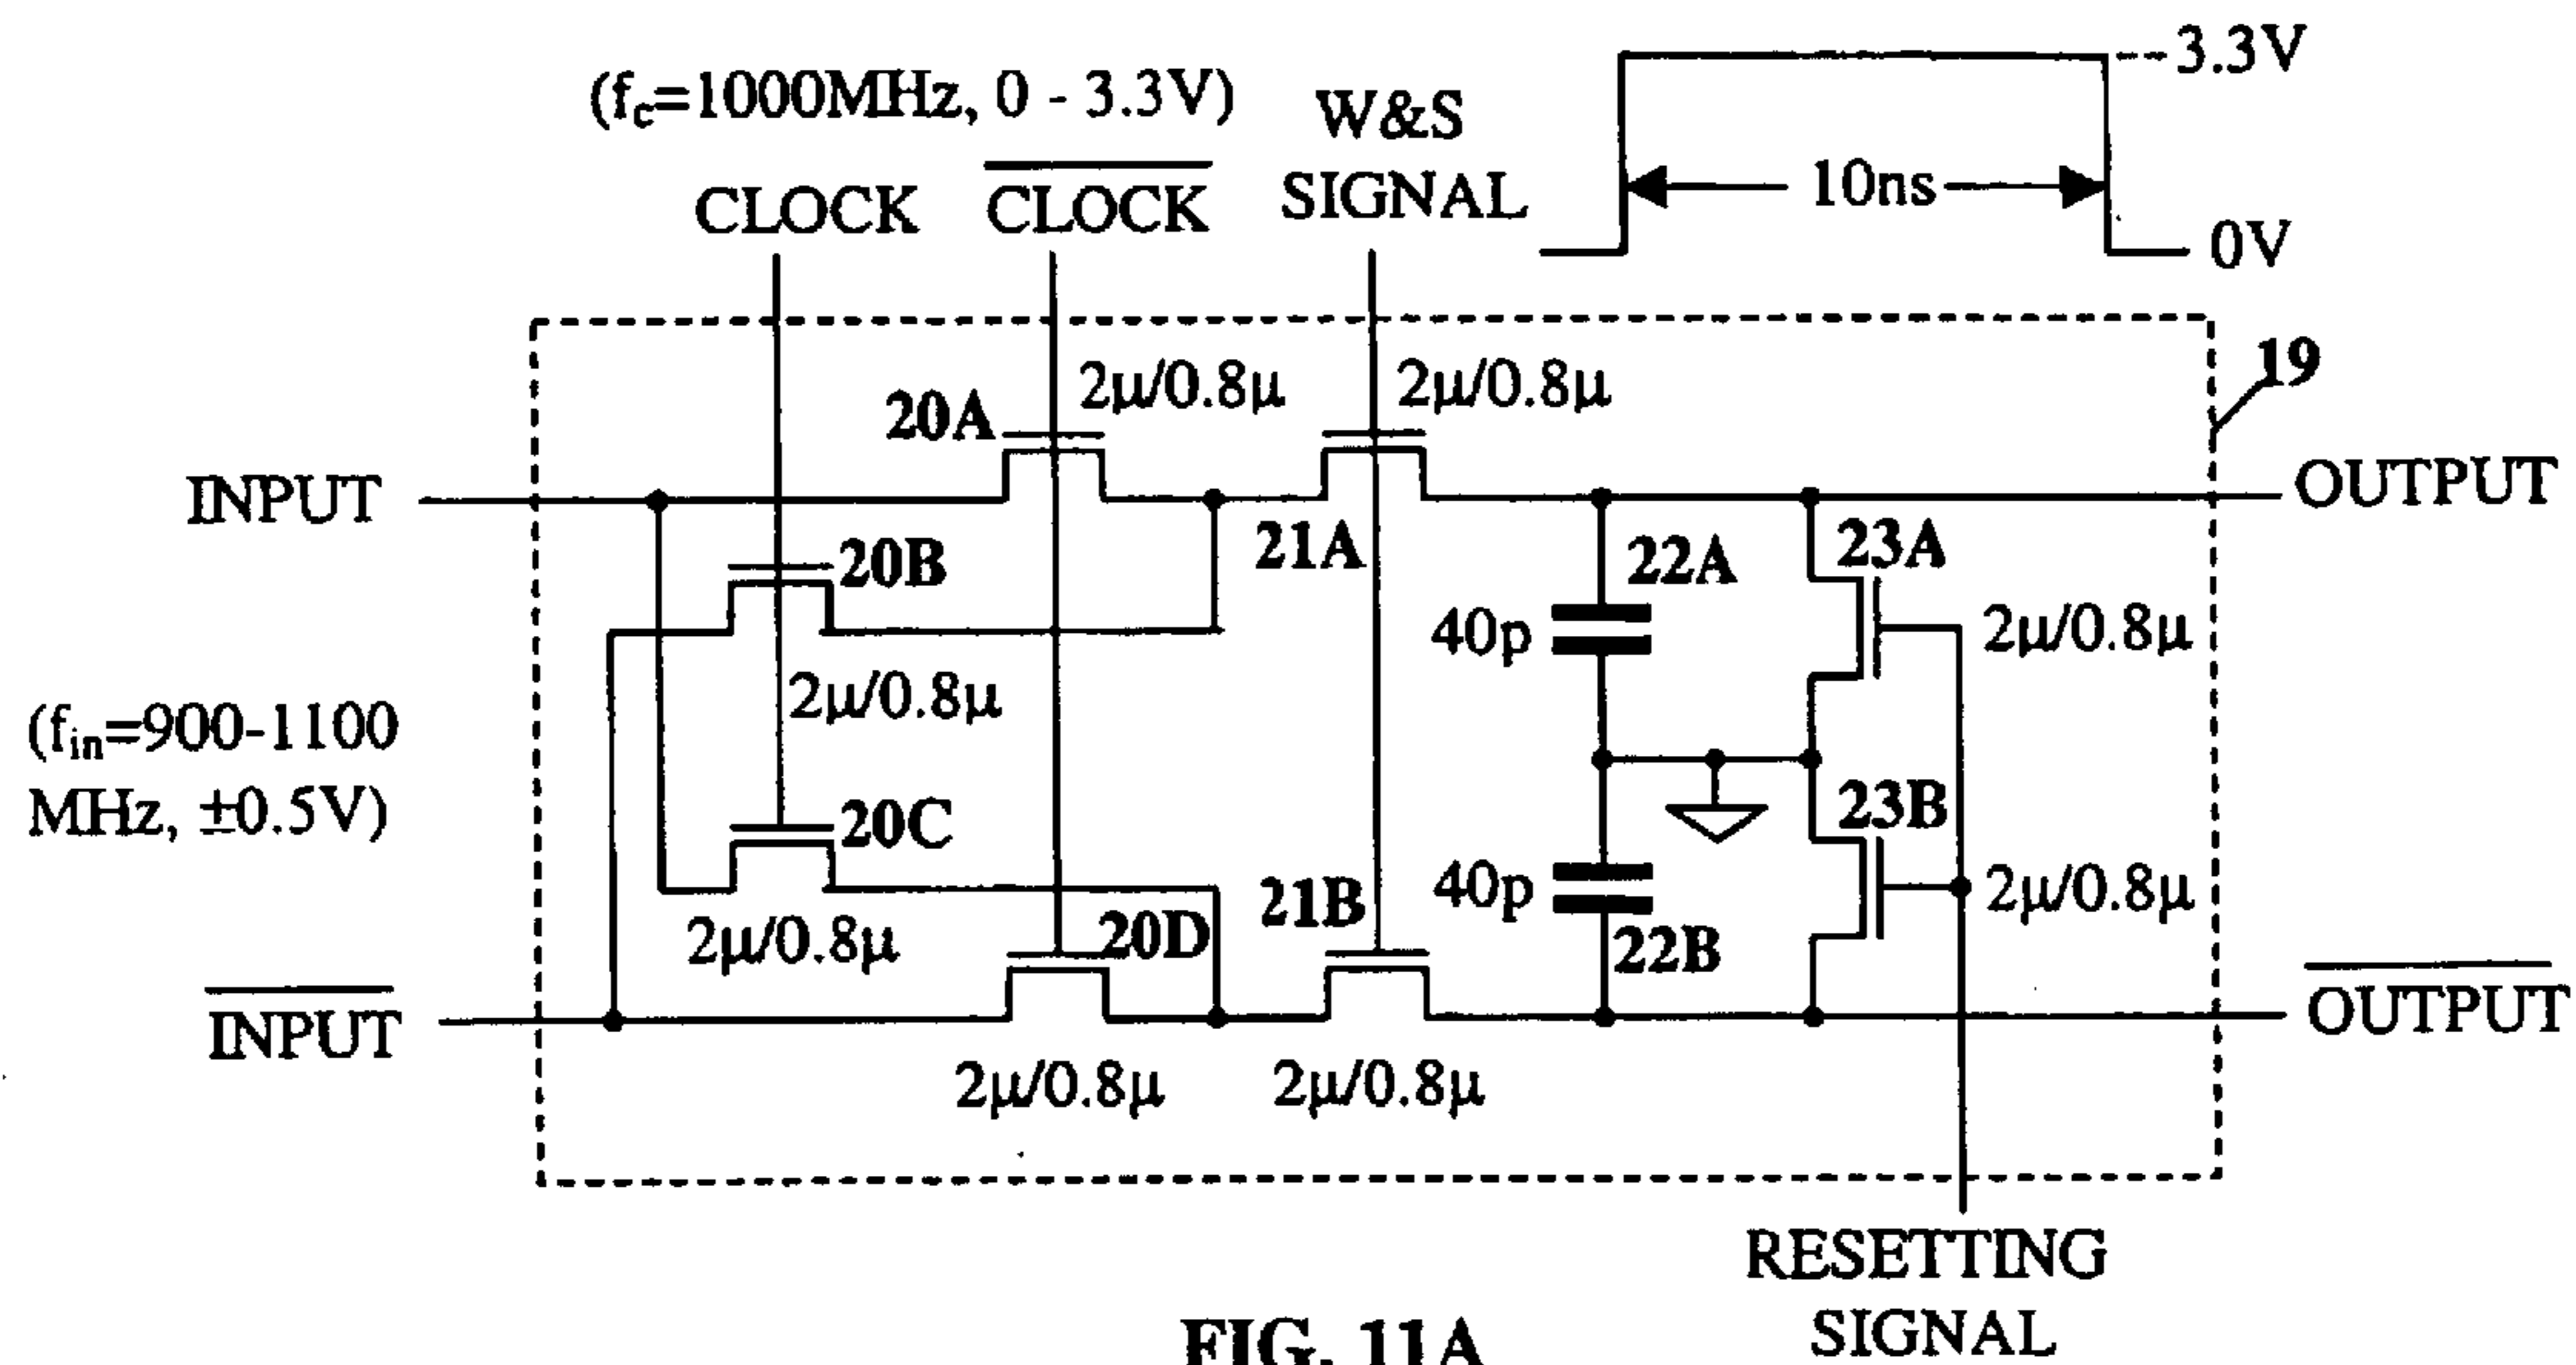 (fc=1000MHz, 0 - 3.3V)
W&S
SIGNAL
3.3V
10ns
0V
CLOCK
CLOCK
19
2µ/0.8µ
2µ/0.8µ
20A
INPUT
OUTPUT
21A
20B
22A
23A
40p
2µ/0.8µ
2µ/0.8µ
(fin=900-1100
MHz, ±0.5V)
20C
23B
40p
21B
2µ/0.8µ
2µ/0.8µ
20D
22B
INPUT
OUTPUT
2µ/0.8µ
2µ/0.8µ
RESETTING
SIGNAL
FIG. 11A